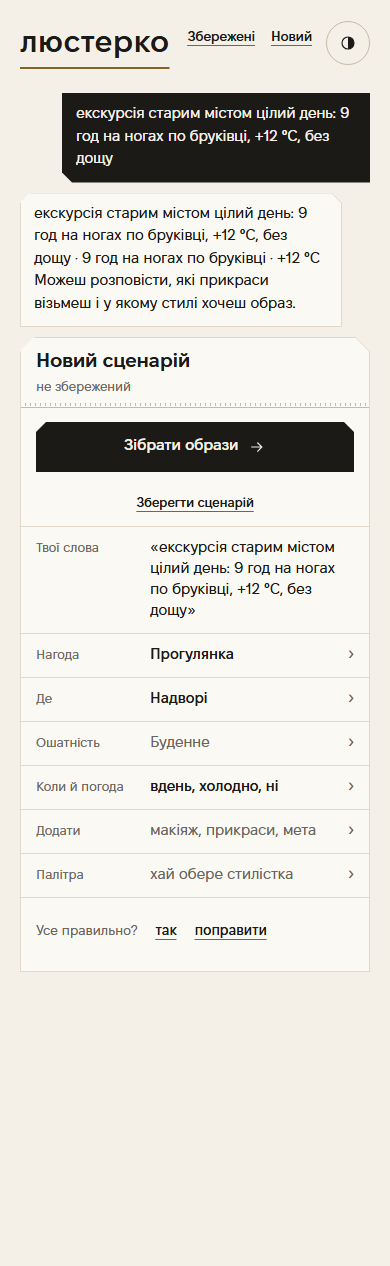 люстерко
Збережені
Новий
екскурсія старим містом цілий день: 9
год на ногах по бруківці, +12 °C, без
дощу
екскурсія старим містом цілий день: 9
год на ногах по бруківці, +12 °C, без
дощу · 9 год на ногах по бруківці · +12 °C
Можеш розповісти, які прикраси
візьмеш і у якому стилі хочеш образ.
Новий сценарій
не збережений
Зібрати образи →
Зберегти сценарій
Твої слова
«екскурсія старим містом
цілий день: 9 год на ногах
по бруківці, +12 °C, без
дощу»
Нагода
Прогулянка
Де
Надворі
Ошатність
Буденне
Коли й погода
вдень, холодно, ні
Додати
макіяж, прикраси, мета
Палітра
хай обере стилістка
Усе правильно? так поправити